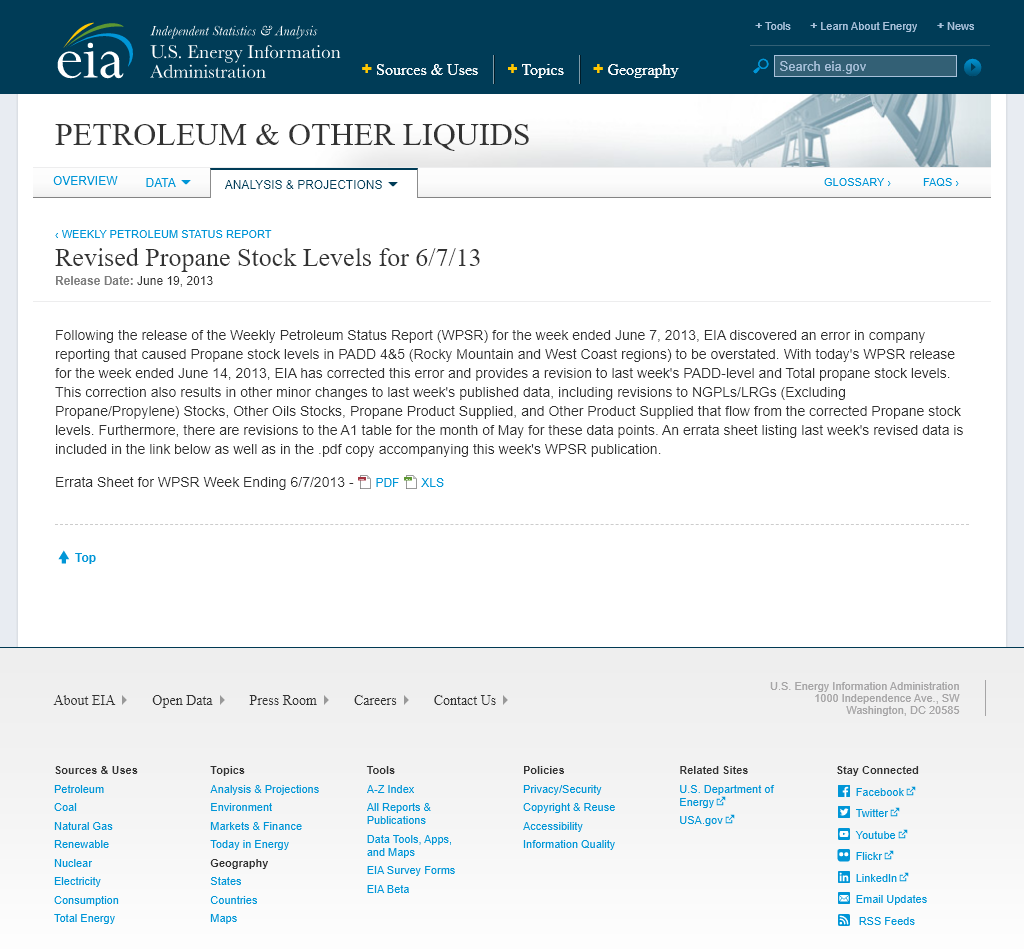 Independent Statistics & Analysis
U.S. Energy Information
Administration
eia
+ Sources & Uses
+ Topics
+ Geography
+ Tools
+ Learn About Energy
+ News
Search eia.gov
PETROLEUM & OTHER LIQUIDS
OVERVIEW
DATA
ANALYSIS & PROJECTIONS
GLOSSARY ›
FAQS ›
‹ WEEKLY PETROLEUM STATUS REPORT
Revised Propane Stock Levels for 6/7/13
Release Date: June 19, 2013
Following the release of the Weekly Petroleum Status Report (WPSR) for the week ended June 7, 2013, EIA discovered an error in company
reporting that caused Propane stock levels in PADD 4&5 (Rocky Mountain and West Coast regions) to be overstated. With today's WPSR release
for the week ended June 14, 2013, EIA has corrected this error and provides a revision to last week's PADD-level and Total propane stock levels.
This correction also results in other minor changes to last week's published data, including revisions to NGPLs/LRGs (Excluding
Propane/Propylene) Stocks, Other Oils Stocks, Propane Product Supplied, and Other Product Supplied that flow from the corrected Propane stock
levels. Furthermore, there are revisions to the A1 table for the month of May for these data points. An errata sheet listing last week's revised data is
included in the link below as well as in the .pdf copy accompanying this week's WPSR publication.
Errata Sheet for WPSR Week Ending 6/7/2013 - PDF XLS
Top
About EIA
Open Data
Press Room
Careers
Contact Us
U.S. Energy Information Administration
1000 Independence Ave., SW
Washington, DC 20585
Sources & Uses
Petroleum
Coal
Natural Gas
Renewable
Nuclear
Electricity
Consumption
Total Energy
Topics
Analysis & Projections
Environment
Markets & Finance
Today in Energy
Geography
States
Countries
Maps
Tools
A-Z Index
All Reports &
Publications
Data Tools, Apps,
and Maps
EIA Survey Forms
EIA Beta
Policies
Privacy/Security
Copyright & Reuse
Accessibility
Information Quality
Related Sites
U.S. Department of
Energy
USA.gov
Stay Connected
Facebook
Twitter
Youtube
Flickr
LinkedIn
Email Updates
RSS Feeds